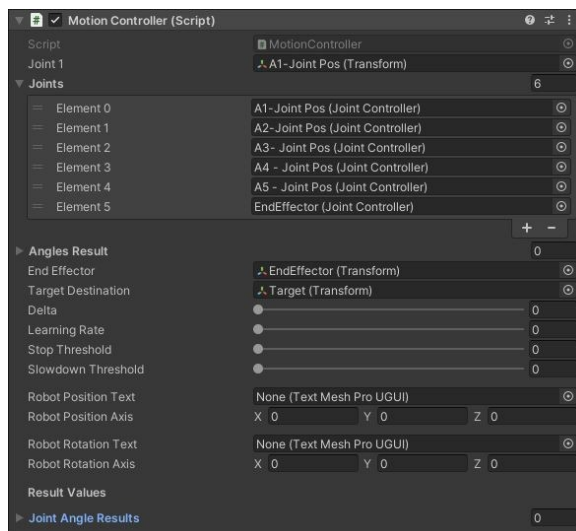 Motion Controller (Script)
Script MotionController
Joint 1 A1-Joint Pos (Transform)
Joints 6
Element 0 A1-Joint Pos (Joint Controller)
Element 1 A2-Joint Pos (Joint Controller)
Element 2 A3- Joint Pos (Joint Controller)
Element 3 A4 - Joint Pos (Joint Controller)
Element 4 A5 - Joint Pos (Joint Controller)
Element 5 EndEffector (Joint Controller)
+ -
Angles Result 0
End Effector EndEffector (Transform)
Target Destination Target (Transform)
Delta 0
Learning Rate 0
Stop Threshold 0
Slowdown Threshold 0
Robot Position Text None (Text Mesh Pro UGUI)
Robot Position Axis X 0 Y 0 Z 0
Robot Rotation Text None (Text Mesh Pro UGUI)
Robot Rotation Axis X 0 Y 0 Z 0
Result Values
Joint Angle Results 0